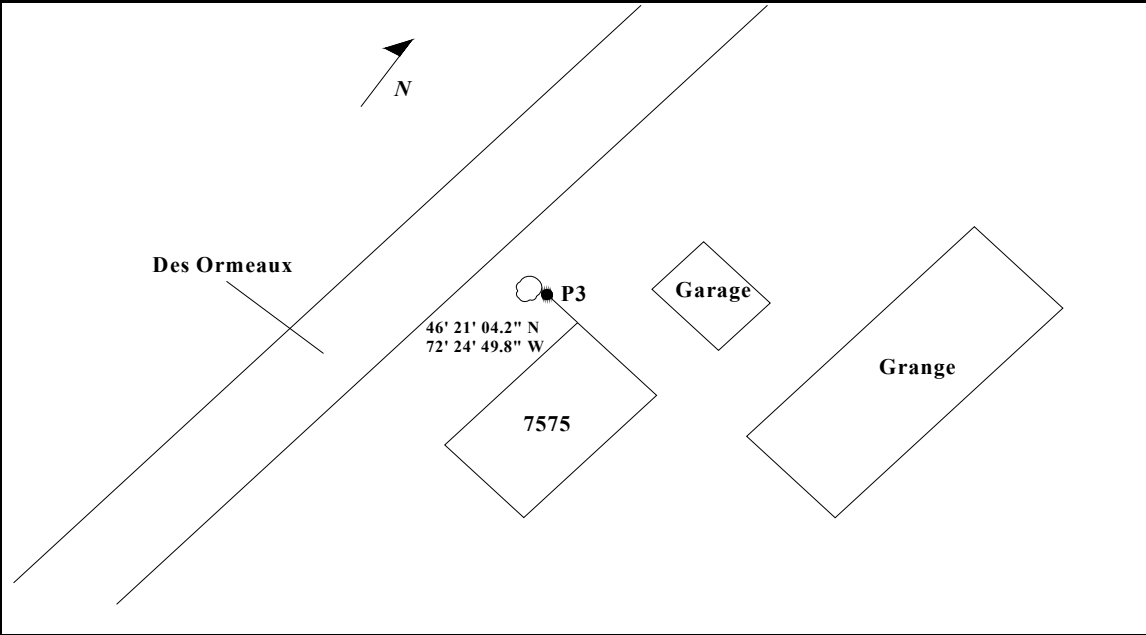 N
Des Ormeaux
P3
Garage
46' 21' 04.2" N
72' 24' 49.8" W
Grange
7575